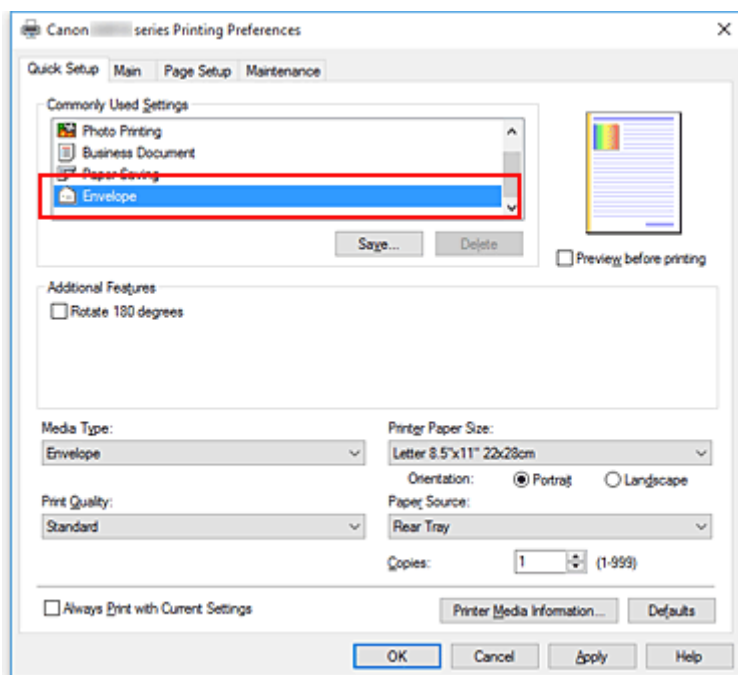 Canon series Printing Preferences
Quick Setup Main Page Setup Maintenance
Commonly Used Settings
Photo Printing
Business Document
Paper Saving
Envelope
Save... Delete
Preview before printing
Additional Features
Rotate 180 degrees
Media Type: Printer Paper Size:
Envelope Letter 8.5"x11" 22x28cm
Orientation: Portrait Landscape
Print Quality: Paper Source:
Standard Rear Tray
Copies: 1 (1-999)
Always Print with Current Settings Printer Media Information... Defaults
OK Cancel Apply Help